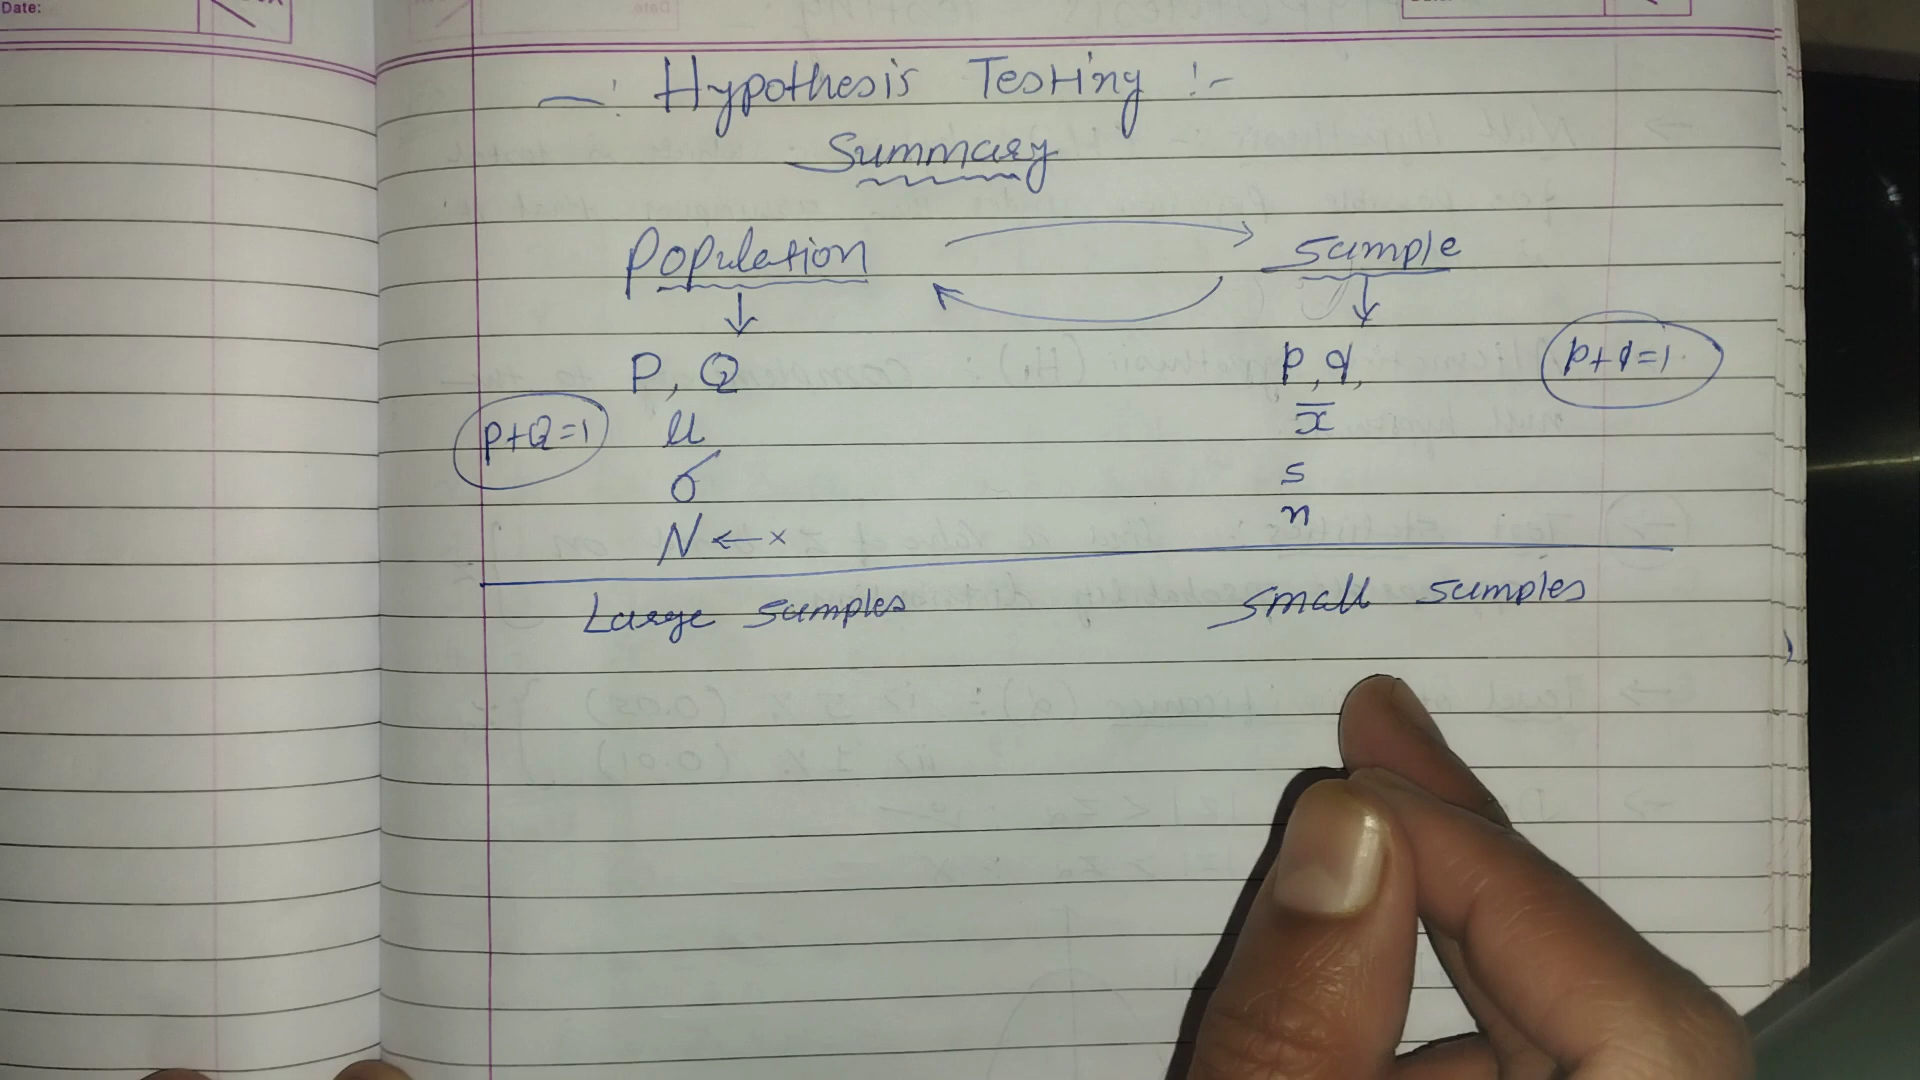 Date:
—: Hypothesis Testing :-
Summary
Population Sample
P, Q p, q, p+q=1
P+Q=1 μ x̄
σ s
N ← × n
Large samples Small samples